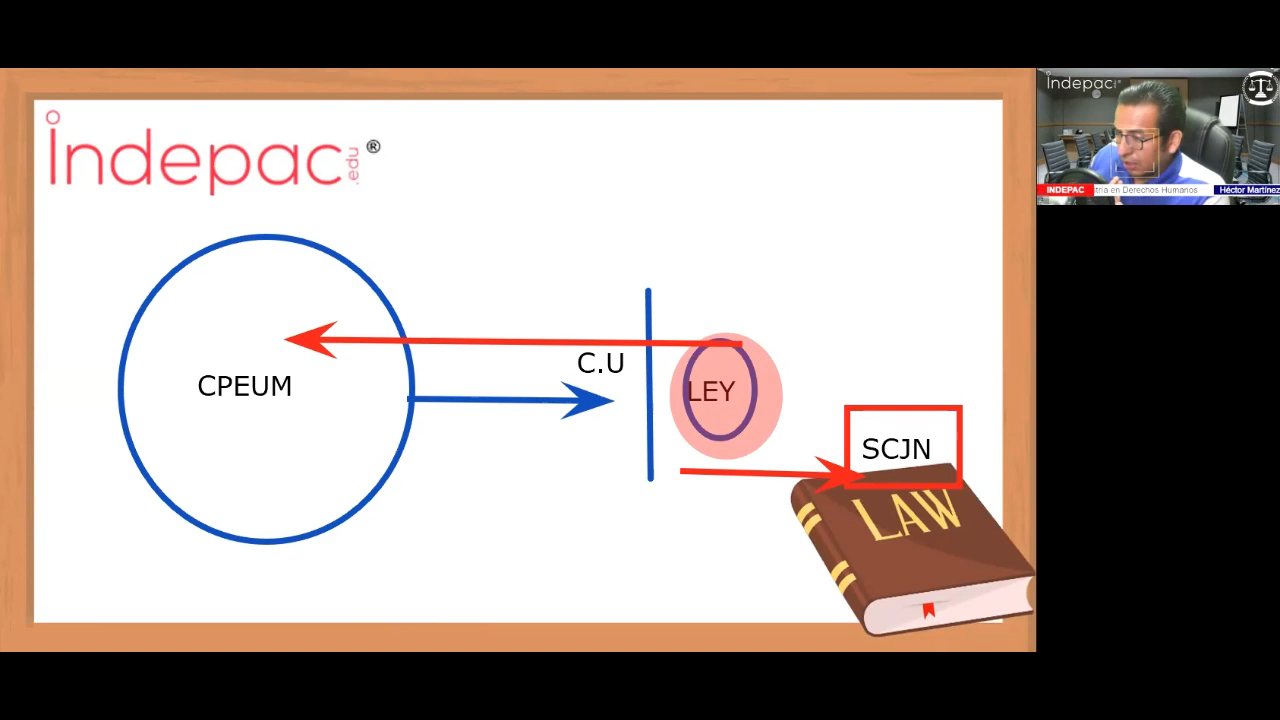 indepac .edu ®
CPEUM
C.U
LEY
SCJN
LAW
indepac
INDEPAC
tría en Derechos Humanos
Héctor Martínez